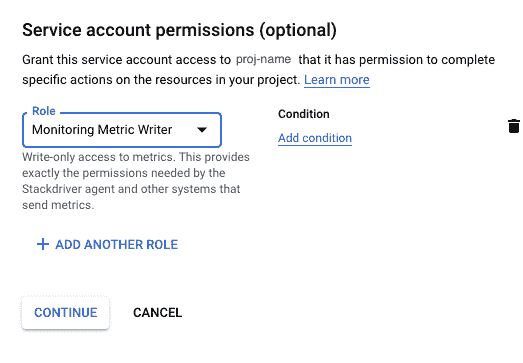 Service account permissions (optional)
Grant this service account access to proj-name that it has permission to complete
specific actions on the resources in your project. Learn more
Role
Monitoring Metric Writer
Condition
Add condition
Write-only access to metrics. This provides
exactly the permissions needed by the
Stackdriver agent and other systems that
send metrics.
+ ADD ANOTHER ROLE
CONTINUE CANCEL